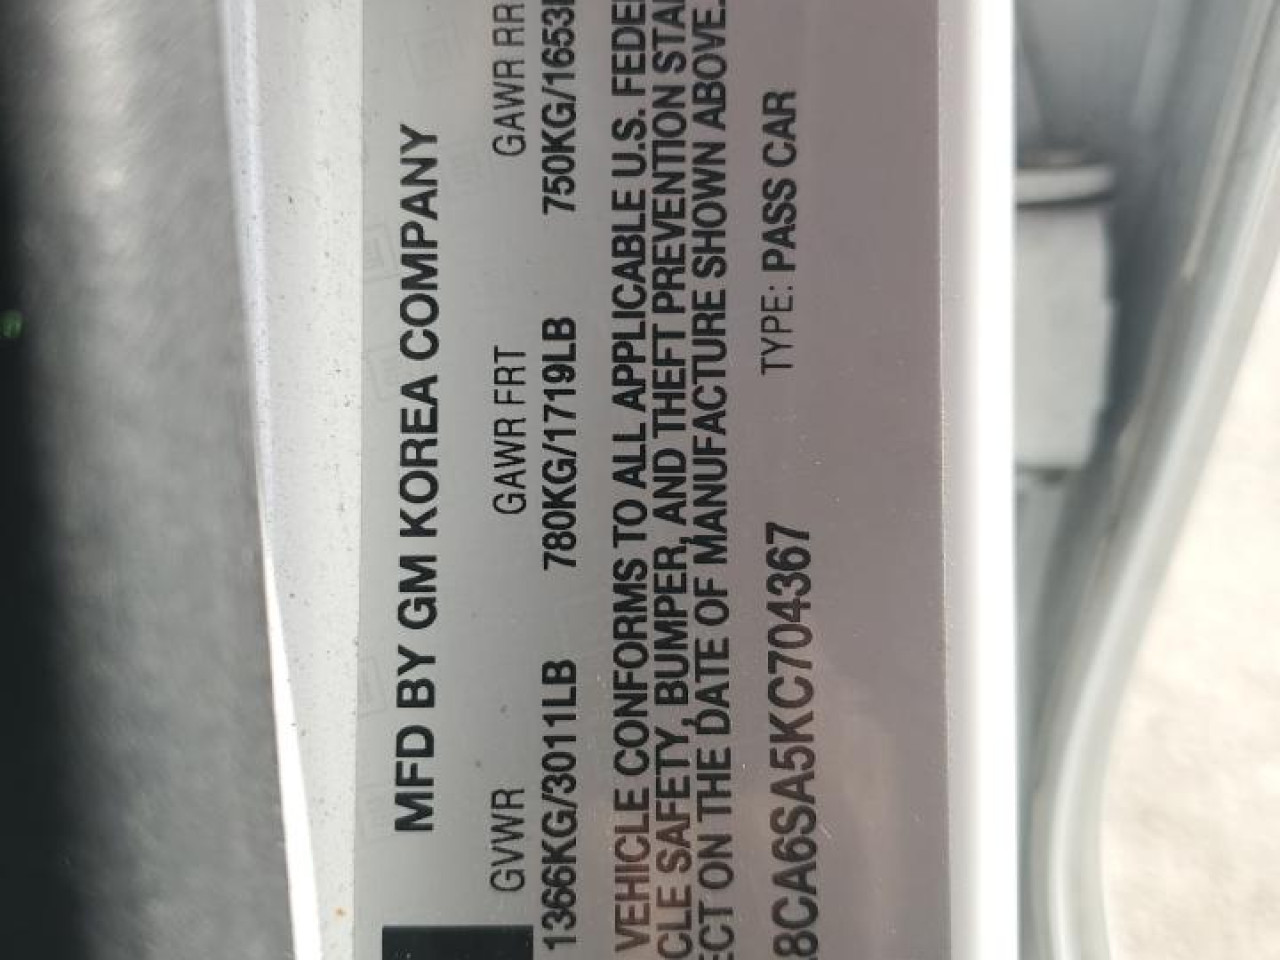 MFD BY GM KOREA COMPANY
GVWR GAWR FRT GAWR RR
1366KG/3011LB 780KG/1719LB 750KG/1653
VEHICLE CONFORMS TO ALL APPLICABLE U.S. FEDE
CLE SAFETY, BUMPER, AND THEFT PREVENTION STA
ECT ON THE DATE OF MANUFACTURE SHOWN ABOVE.
8CA6SA5KC704367 TYPE: PASS CAR